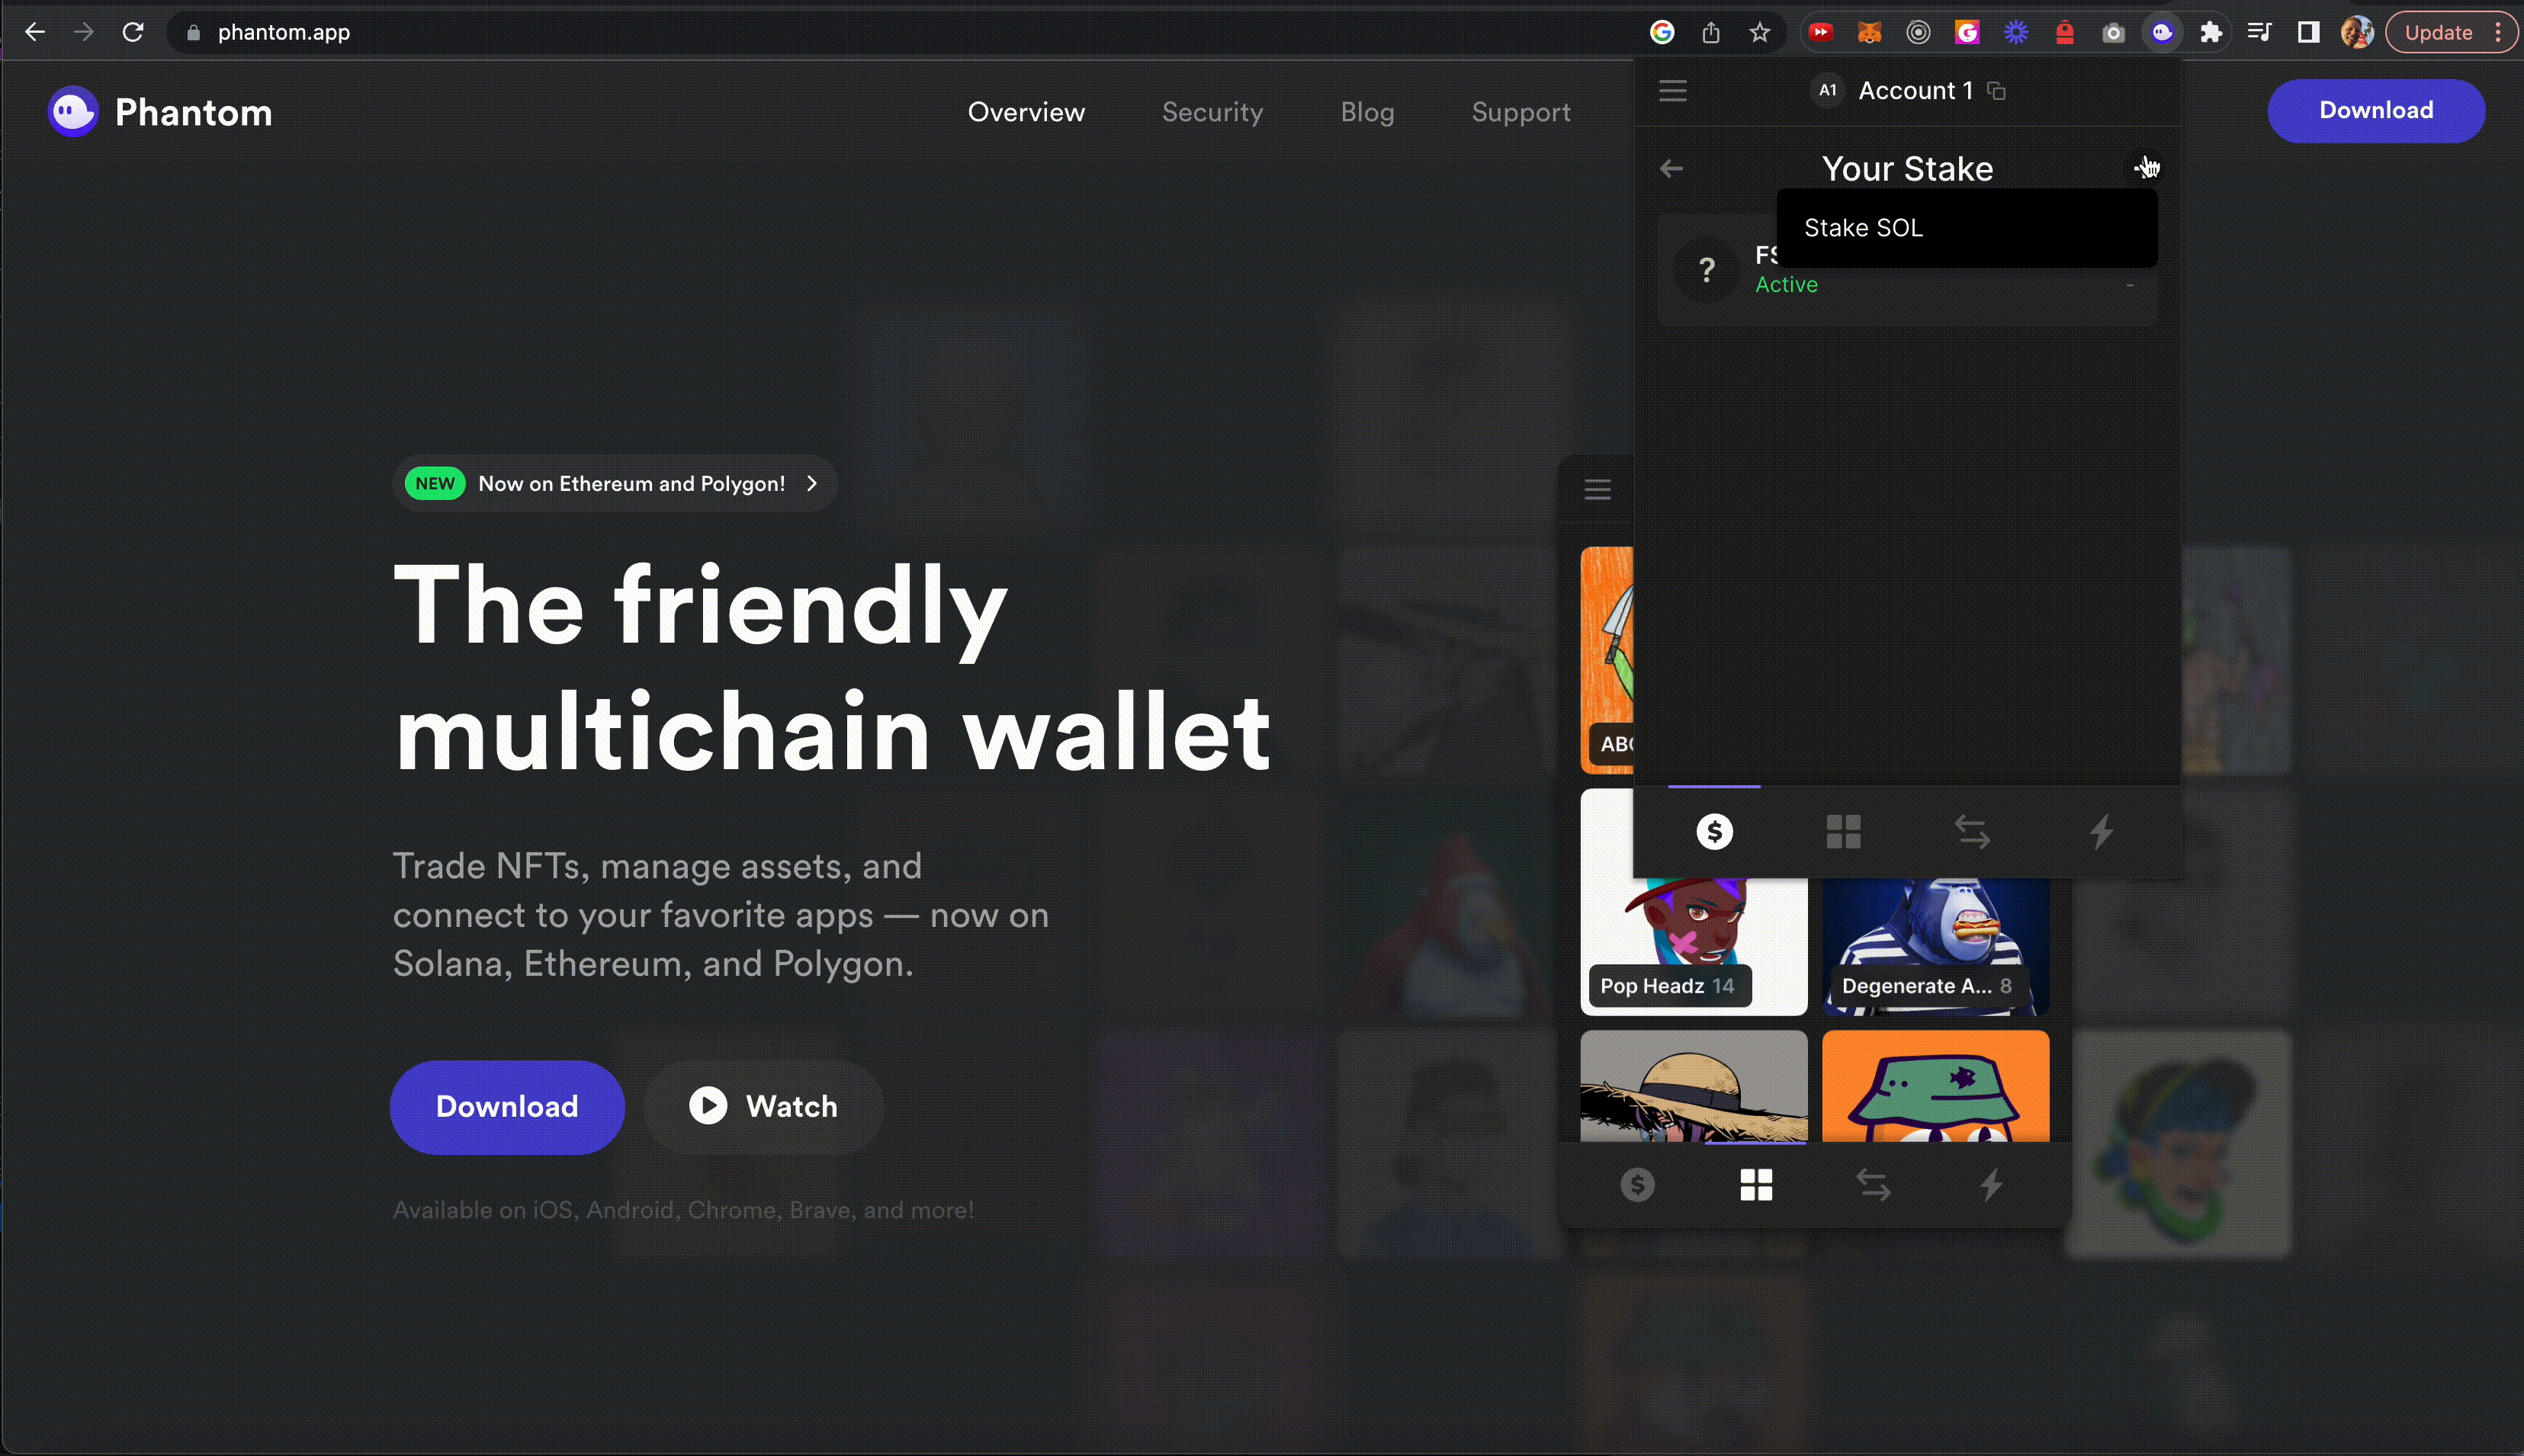 phantom.app
Update
Phantom
Overview
Security
Blog
Support
Download
A1
Account 1
Your Stake
Stake SOL
?
Active
-
NEW
Now on Ethereum and Polygon!
The friendly
multichain wallet
Trade NFTs, manage assets, and
connect to your favorite apps — now on
Solana, Ethereum, and Polygon.
Download
Watch
Available on iOS, Android, Chrome, Brave, and more!
Pop Headz 14
Degenerate A... 8